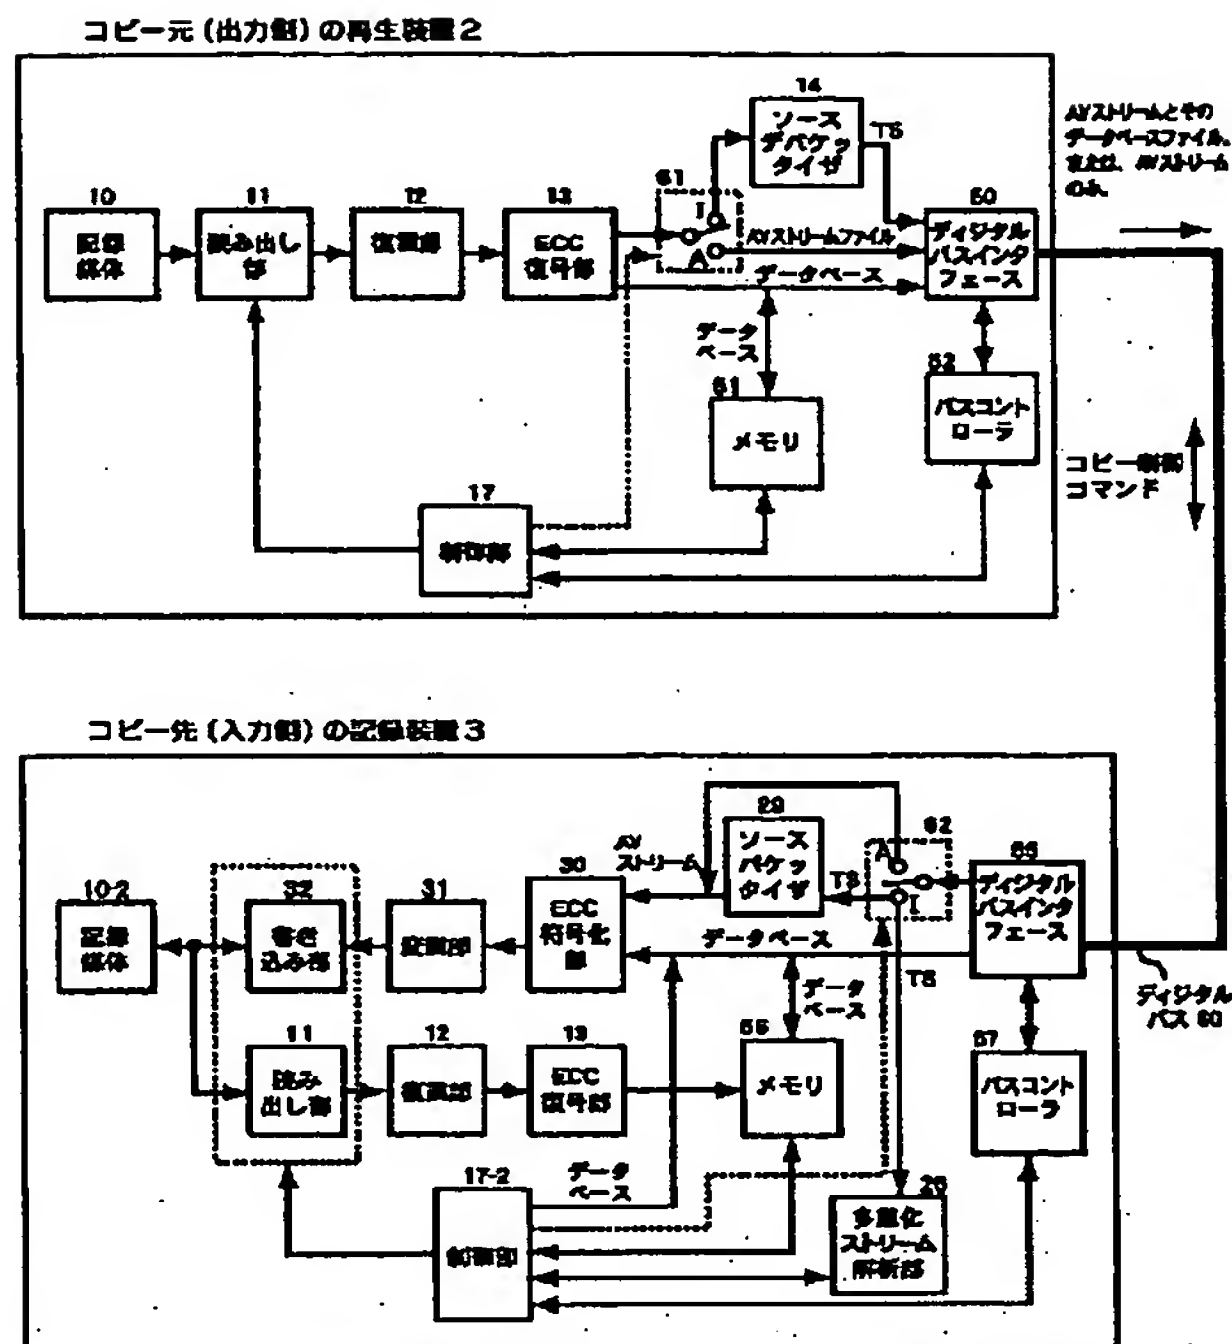 コピー元(出力側)の再生装置2
14
ソース
デパケッ
タイザ
TS
AVストリームとその
データベースファイル、
または、AVストリーム
のみ。
10
記録
媒体
11
読み出し
部
12
復調部
13
ECC
復号部
61
I
A
AVストリームファイル
データベース
50
ディジタル
バスインタ
フェース
データ
ベース
51
メモリ
52
バスコント
ローラ
コピー制御
コマンド
17
制御部
コピー先(入力側)の記録装置3
29
ソース
パケッ
タイザ
AV
ストリーム
62
A
I
TS
55
ディジタル
バスインタ
フェース
10-2
記録
媒体
32
書き
込み部
31
変調部
30
ECC
符号化
部
データベース
TS
データ
ベース
ディジタル
バス 60
11
読み
出し部
12
復調部
13
ECC
復号部
56
メモリ
57
バスコント
ローラ
17-2
制御部
データ
ベース
多重化
ストリーム
解析部